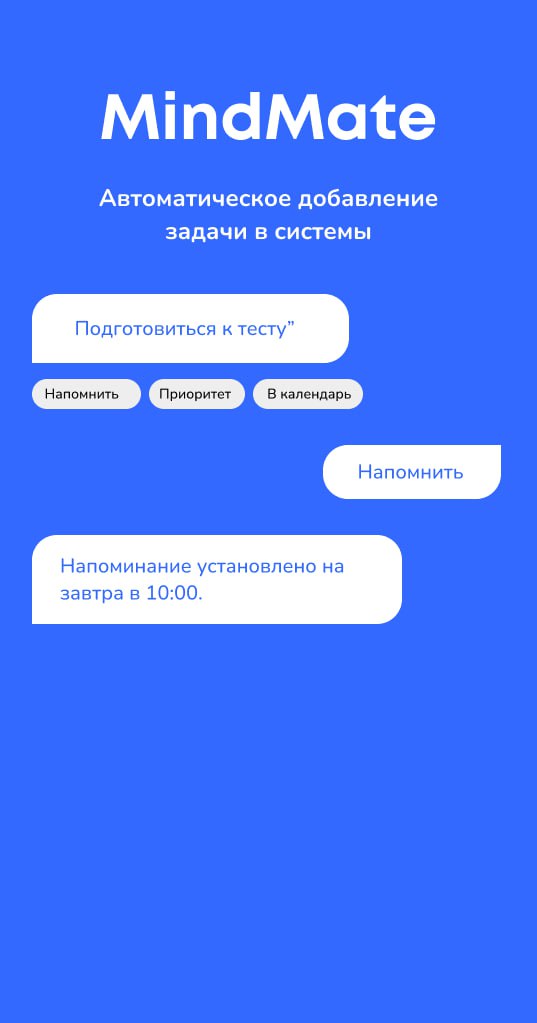 MindMate
Автоматическое добавление
задачи в системы
Подготовиться к тесту”
Напомнить
Приоритет
В календарь
Напомнить
Напоминание установлено на
завтра в 10:00.